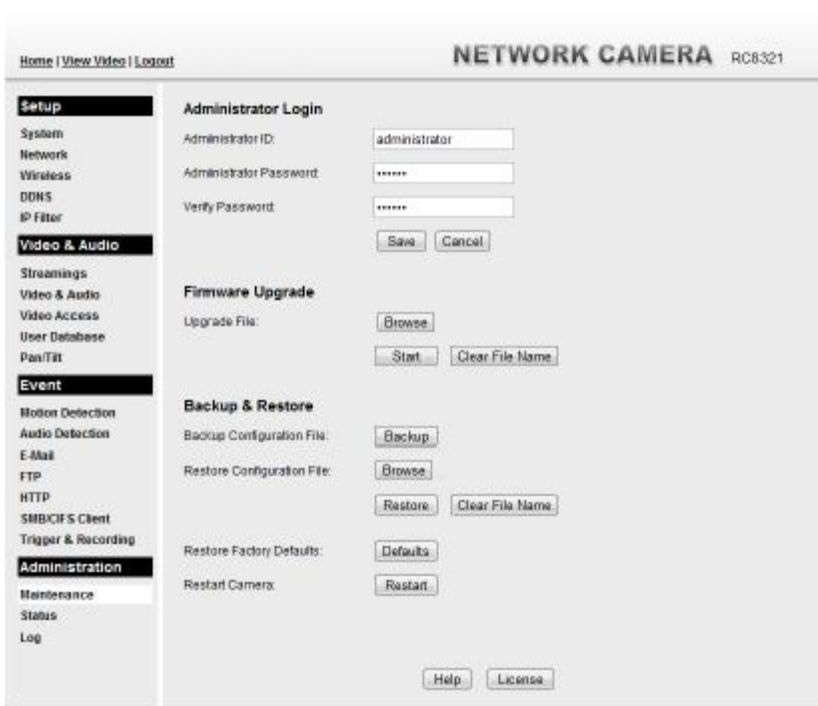 Home | View Video | Logout
NETWORK CAMERA RC8321
Setup
System
Network
Wireless
DDNS
IP Filter
Video & Audio
Streamings
Video & Audio
Video Access
User Database
Pan/Tilt
Event
Motion Detection
Audio Detection
E-Mail
FTP
HTTP
SMB/CIFS Client
Trigger & Recording
Administration
Maintenance
Status
Log
Administrator Login
Administrator ID: administrator
Administrator Password: ••••••
Verify Password: ••••••
Save Cancel
Firmware Upgrade
Upgrade File: Browse
Start Clear File Name
Backup & Restore
Backup Configuration File: Backup
Restore Configuration File: Browse
Restore Clear File Name
Restore Factory Defaults: Defaults
Restart Camera: Restart
Help License